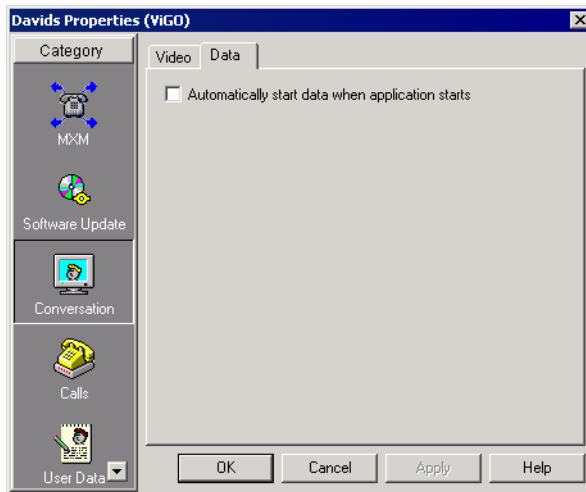 Davids Properties (ViGO)
Category
MXM
Software Update
Conversation
Calls
User Data
Video
Data
Automatically start data when application starts
OK
Cancel
Apply
Help